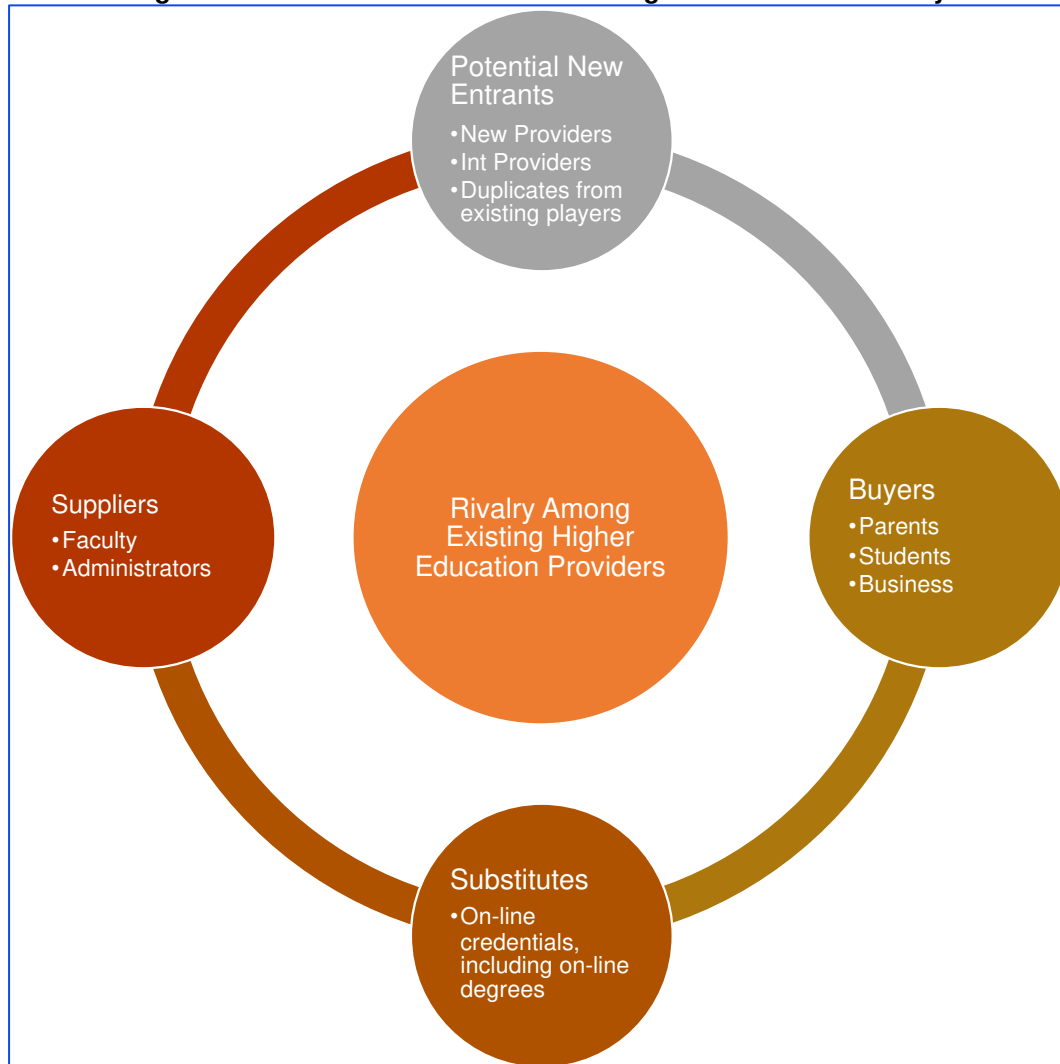 Potential New
Entrants
•New Providers
•Int Providers
•Duplicates from
existing players
Suppliers
•Faculty
•Administrators
Rivalry Among
Existing Higher
Education Providers
Buyers
•Parents
•Students
•Business
Substitutes
•On-line
credentials,
including on-line
degrees